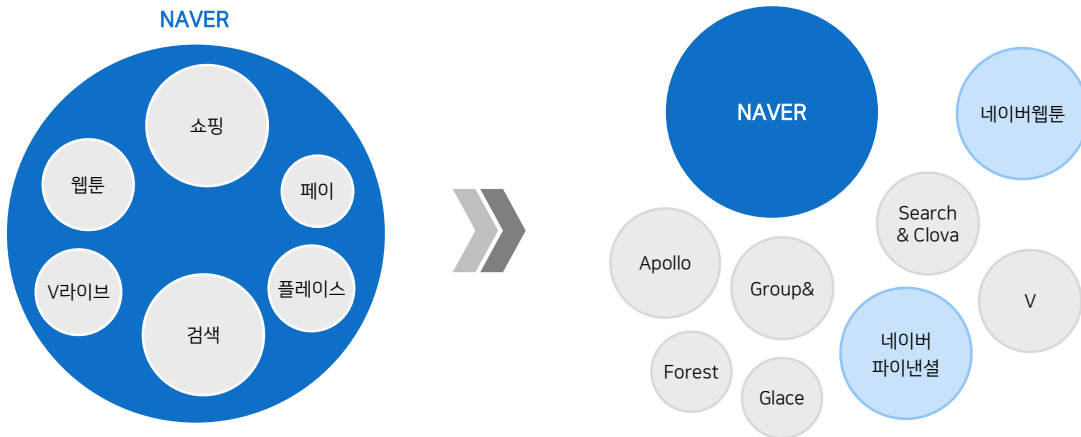 NAVER
쇼핑
웹툰
페이
V라이브
플레이스
검색
NAVER
네이버웹툰
Search
& Clova
Apollo
Group&
V
네이버
파이낸셜
Forest
Glace